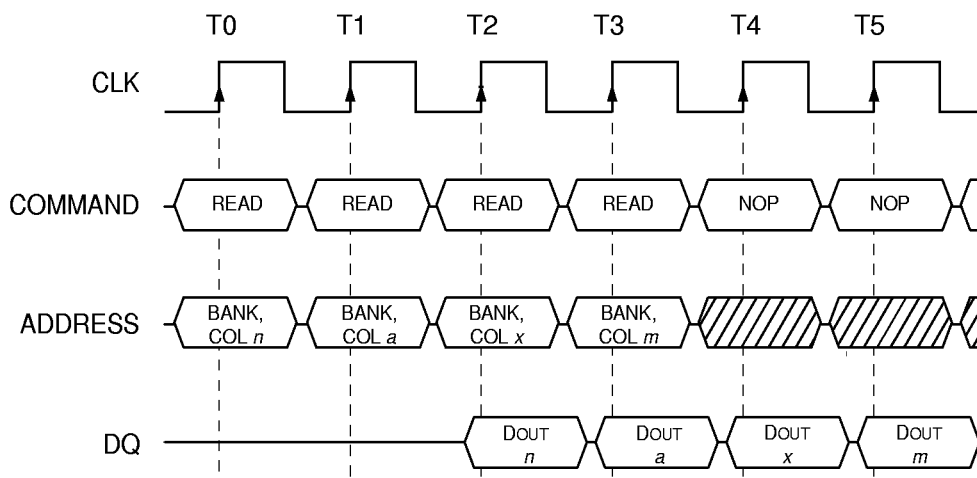 T0 T1 T2 T3 T4 T5
CLK
COMMAND READ READ READ READ NOP NOP
BANK, BANK, BANK, BANK,
ADDRESS
COL n COL a COL x COL m
DOUT DOUT DOUT DOUT
DQ
n a x m